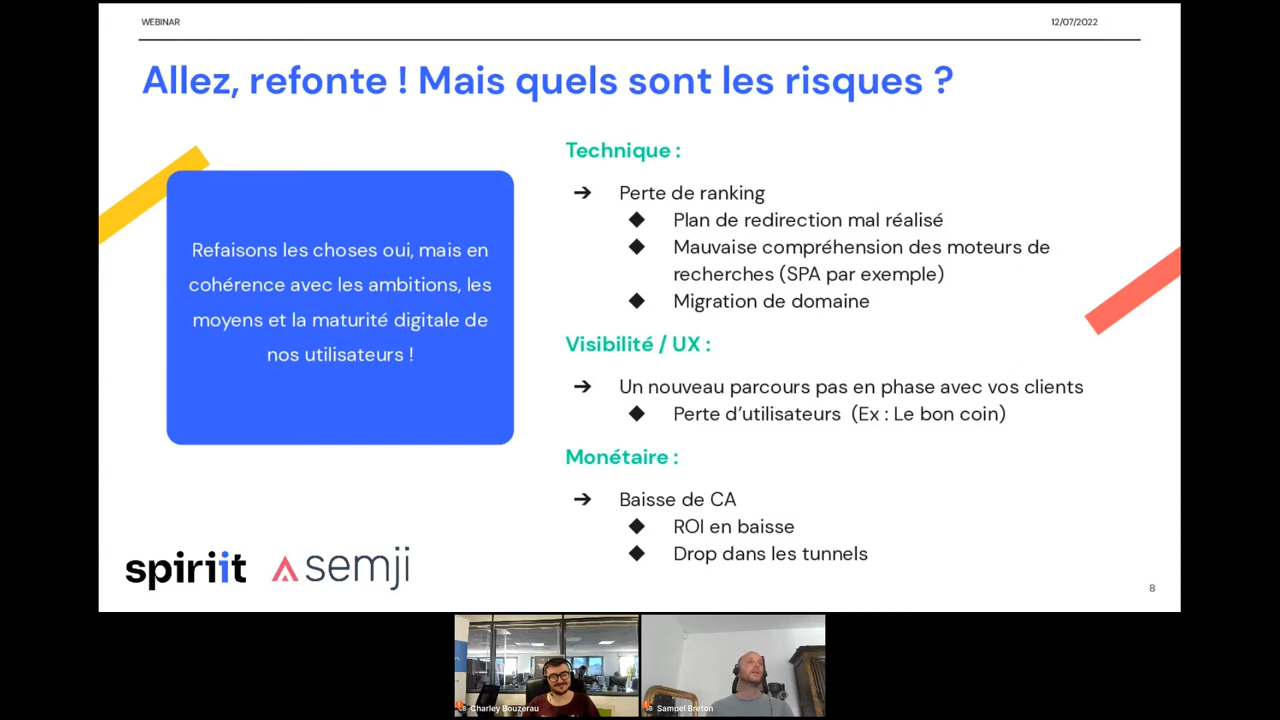 WEBINAR
12/07/2022
Allez, refonte ! Mais quels sont les risques ?
Refaisons les choses oui, mais en
cohérence avec les ambitions, les
moyens et la maturité digitale de
nos utilisateurs !
Technique :
➔ Perte de ranking
◆ Plan de redirection mal réalisé
◆ Mauvaise compréhension des moteurs de
recherches (SPA par exemple)
◆ Migration de domaine
Visibilité / UX :
➔ Un nouveau parcours pas en phase avec vos clients
◆ Perte d’utilisateurs (Ex : Le bon coin)
Monétaire :
➔ Baisse de CA
◆ ROI en baisse
◆ Drop dans les tunnels
spiriit
semji
8
Charley Bouzerau
Samuel Breton